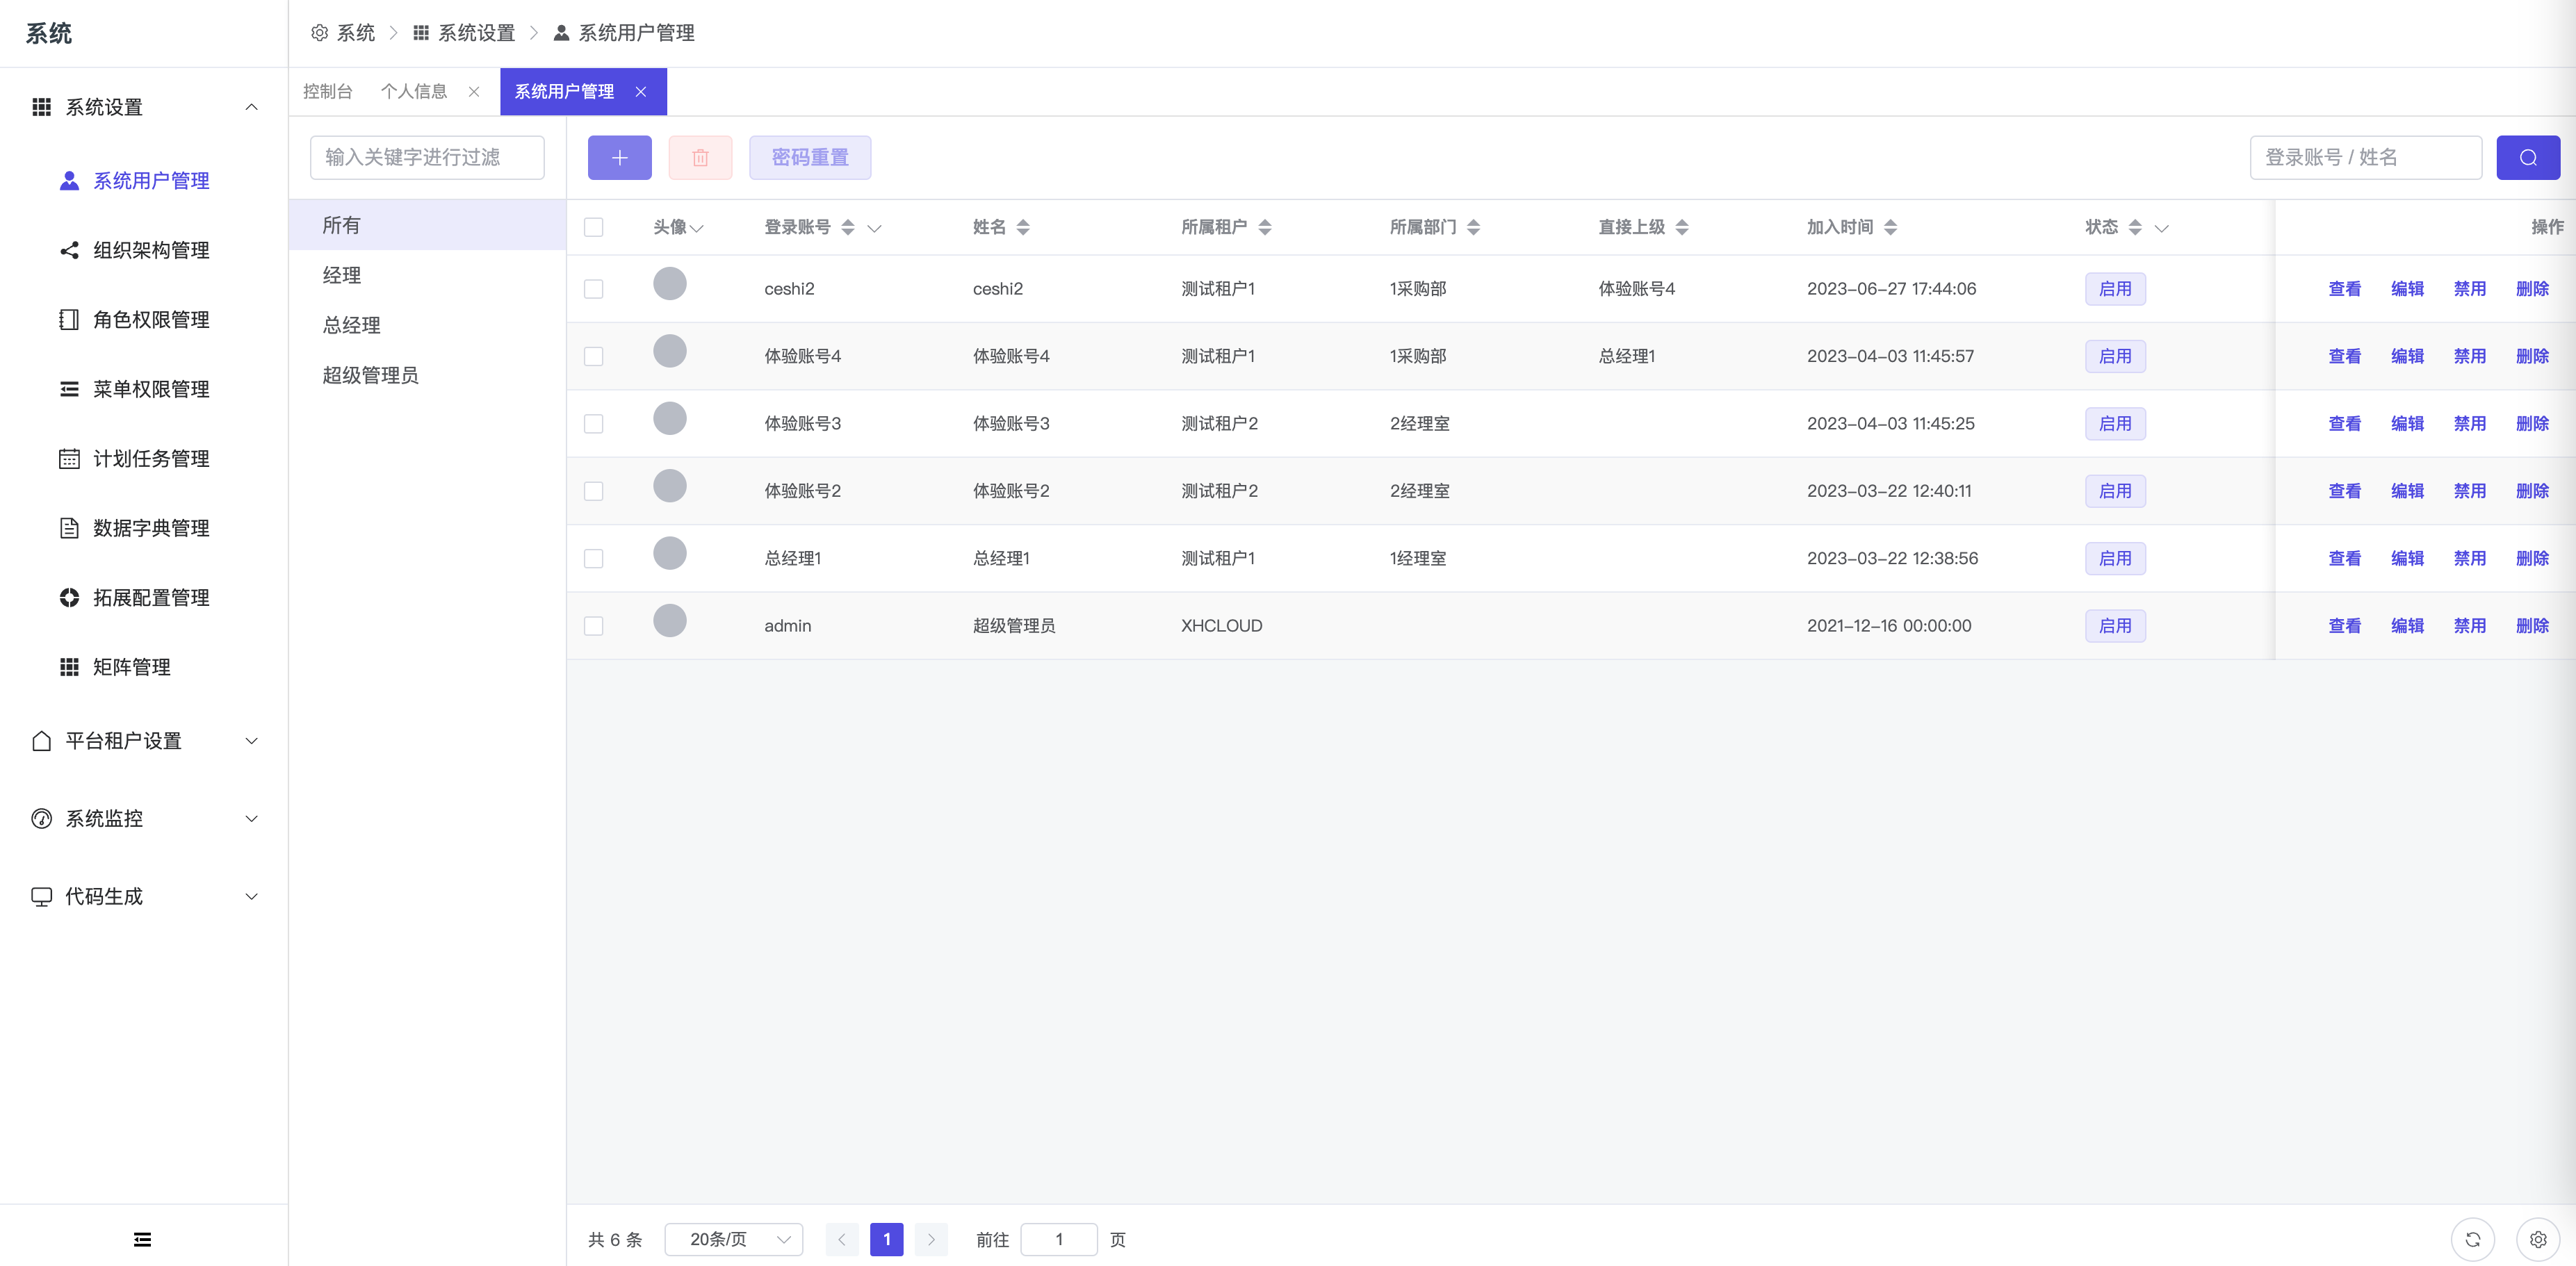 系统
系统 系统设置 系统用户管理
控制台 个人信息 系统用户管理
系统设置
系统用户管理
组织架构管理
角色权限管理
菜单权限管理
计划任务管理
数据字典管理
拓展配置管理
矩阵管理
平台租户设置
系统监控
代码生成
输入关键字进行过滤
所有
经理
总经理
超级管理员
密码重置 登录账号 / 姓名
头像 登录账号 姓名 所属租户 所属部门 直接上级 加入时间 状态 操作
ceshi2 ceshi2 测试租户1 1采购部 体验账号4 2023-06-27 17:44:06 启用 查看 编辑 禁用 删除
体验账号4 体验账号4 测试租户1 1采购部 总经理1 2023-04-03 11:45:57 启用 查看 编辑 禁用 删除
体验账号3 体验账号3 测试租户2 2经理室 2023-04-03 11:45:25 启用 查看 编辑 禁用 删除
体验账号2 体验账号2 测试租户2 2经理室 2023-03-22 12:40:11 启用 查看 编辑 禁用 删除
总经理1 总经理1 测试租户1 1经理室 2023-03-22 12:38:56 启用 查看 编辑 禁用 删除
admin 超级管理员 XHCLOUD 2021-12-16 00:00:00 启用 查看 编辑 禁用 删除
共 6 条 20条/页 1 前往 1 页